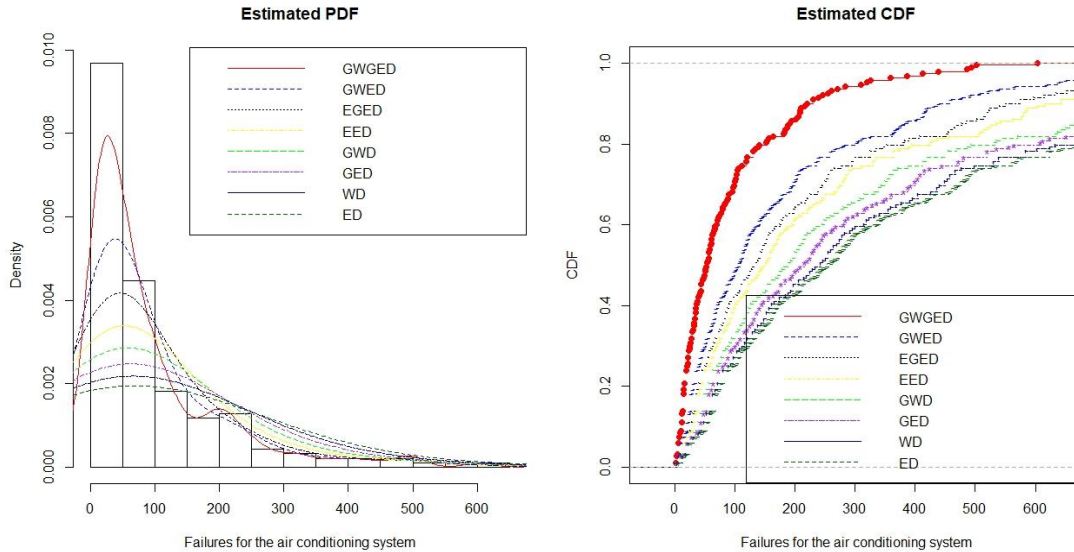 Estimated PDF
0.010
0.008
0.006
0.004
0.002
0.000
Density
GWGED
GWED
EGED
EED
GWD
GED
WD
ED
0 100 200 300 400 500 600
Failures for the air conditioning system
Estimated CDF
1.0
0.8
0.6
0.4
0.2
0.0
CDF
GWGED
GWED
EGED
EED
GWD
GED
WD
ED
0 100 200 300 400 500 600
Failures for the air conditioning system